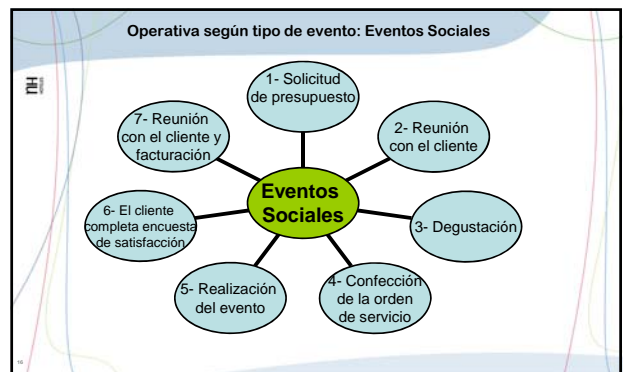 Operativa según tipo de evento: Eventos Sociales
HU
1- Solicitud
de presupuesto
2- Reunión
con el cliente
3- Degustación
4- Confección
de la orden
de servicio
5- Realización
del evento
6- El cliente
completa encuesta
de satisfacción
7- Reunión
con el cliente y
facturación
Eventos
Sociales
16